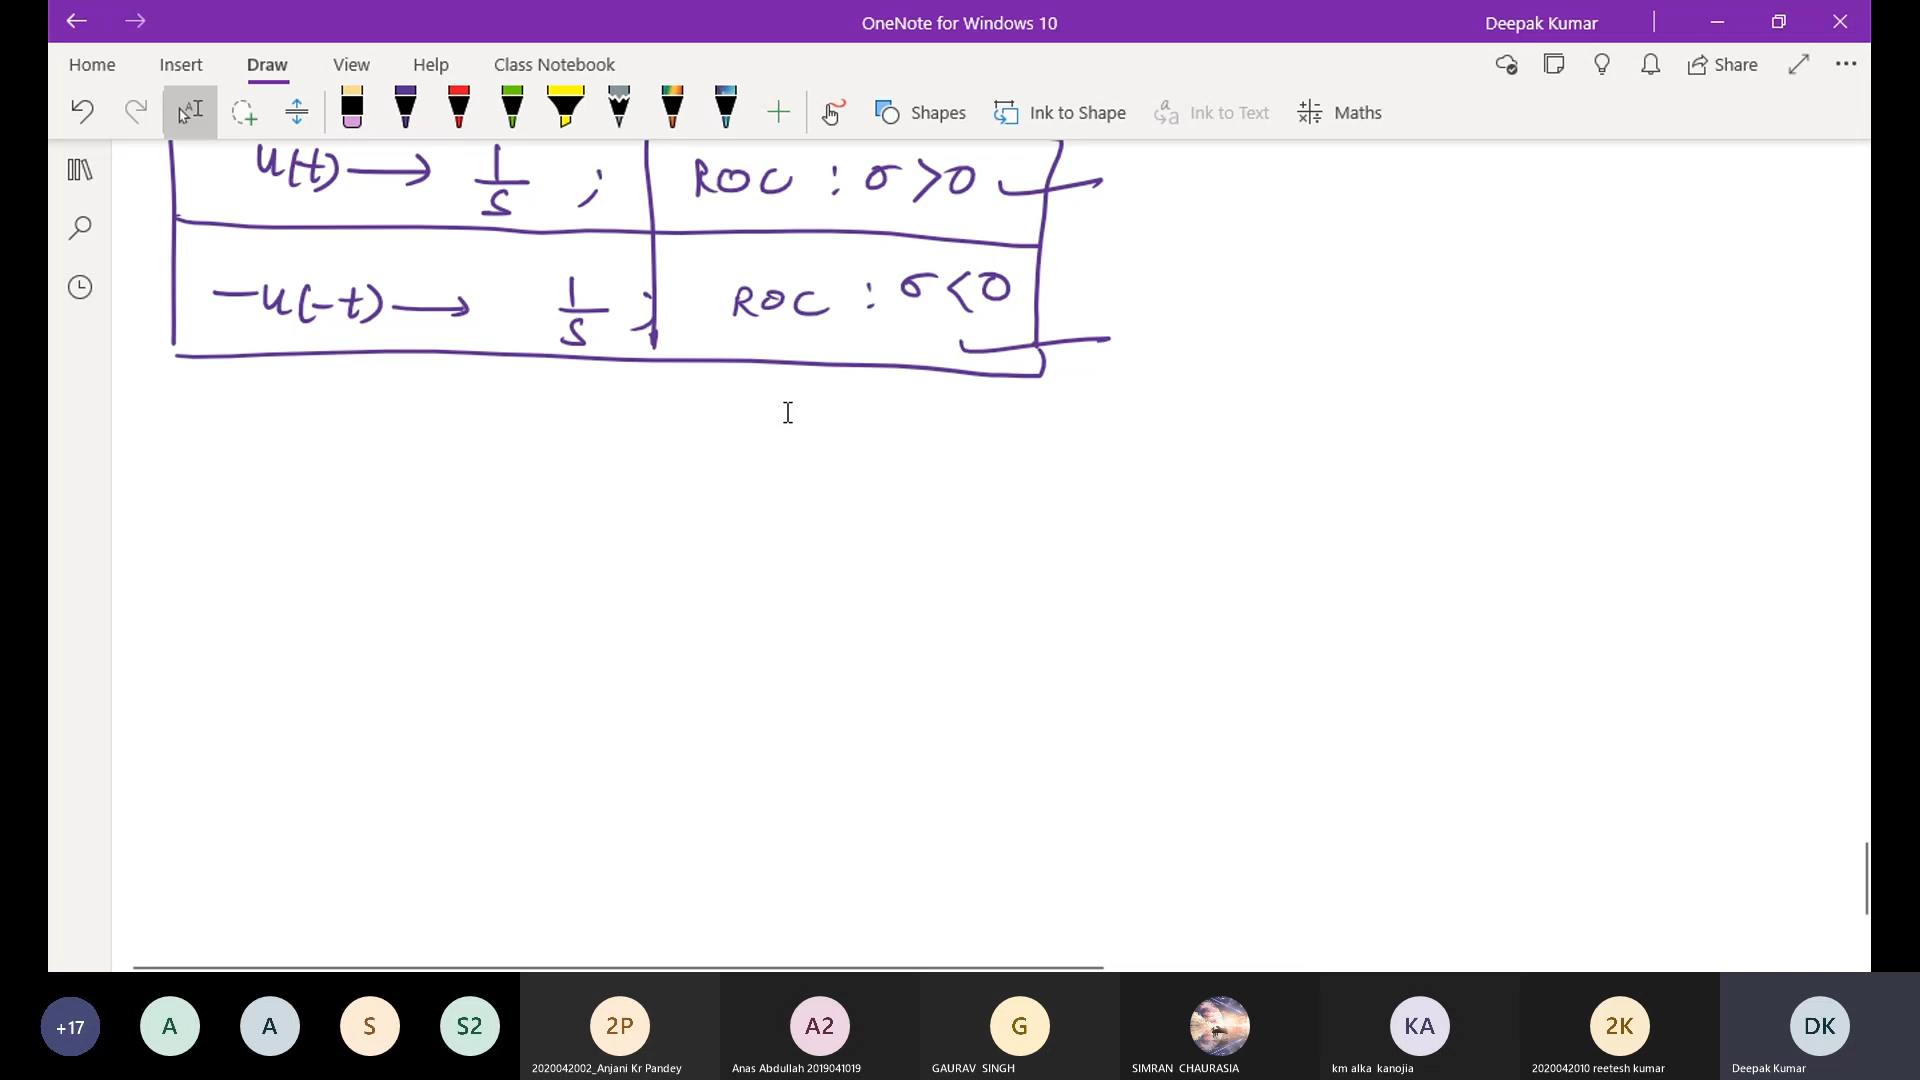 OneNote for Windows 10
Deepak Kumar
Home Insert Draw View Help Class Notebook
Share
Shapes Ink to Shape Ink to Text Maths
u(t) → 1/s ; ROC : σ>0
-u(-t) → 1/s ; ROC : σ<0
+17 A A S S2 2P A2 G KA 2K DK
2020042002_Anjani Kr Pandey Anas Abdullah 2019041019 GAURAV SINGH SIMRAN CHAURASIA km alka kanojia 2020042010 reetesh kumar Deepak Kumar